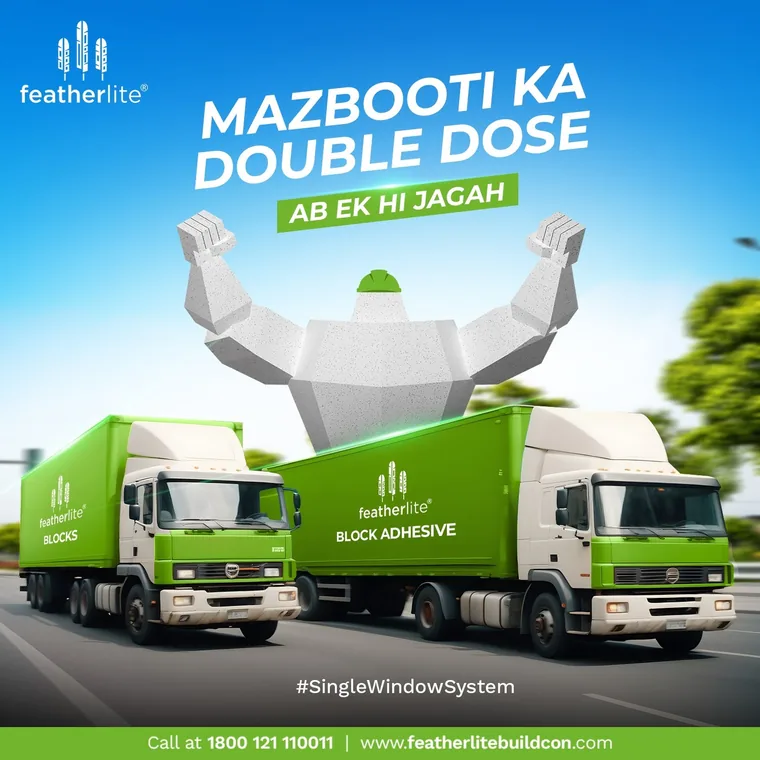 featherlite®
MAZBOOTI KA
DOUBLE DOSE
AB EK HI JAGAH
featherlite®
BLOCKS
featherlite®
BLOCK ADHESIVE
#SingleWindowSystem
Call at 1800 121 110011 | www.featherlitebuildcon.com